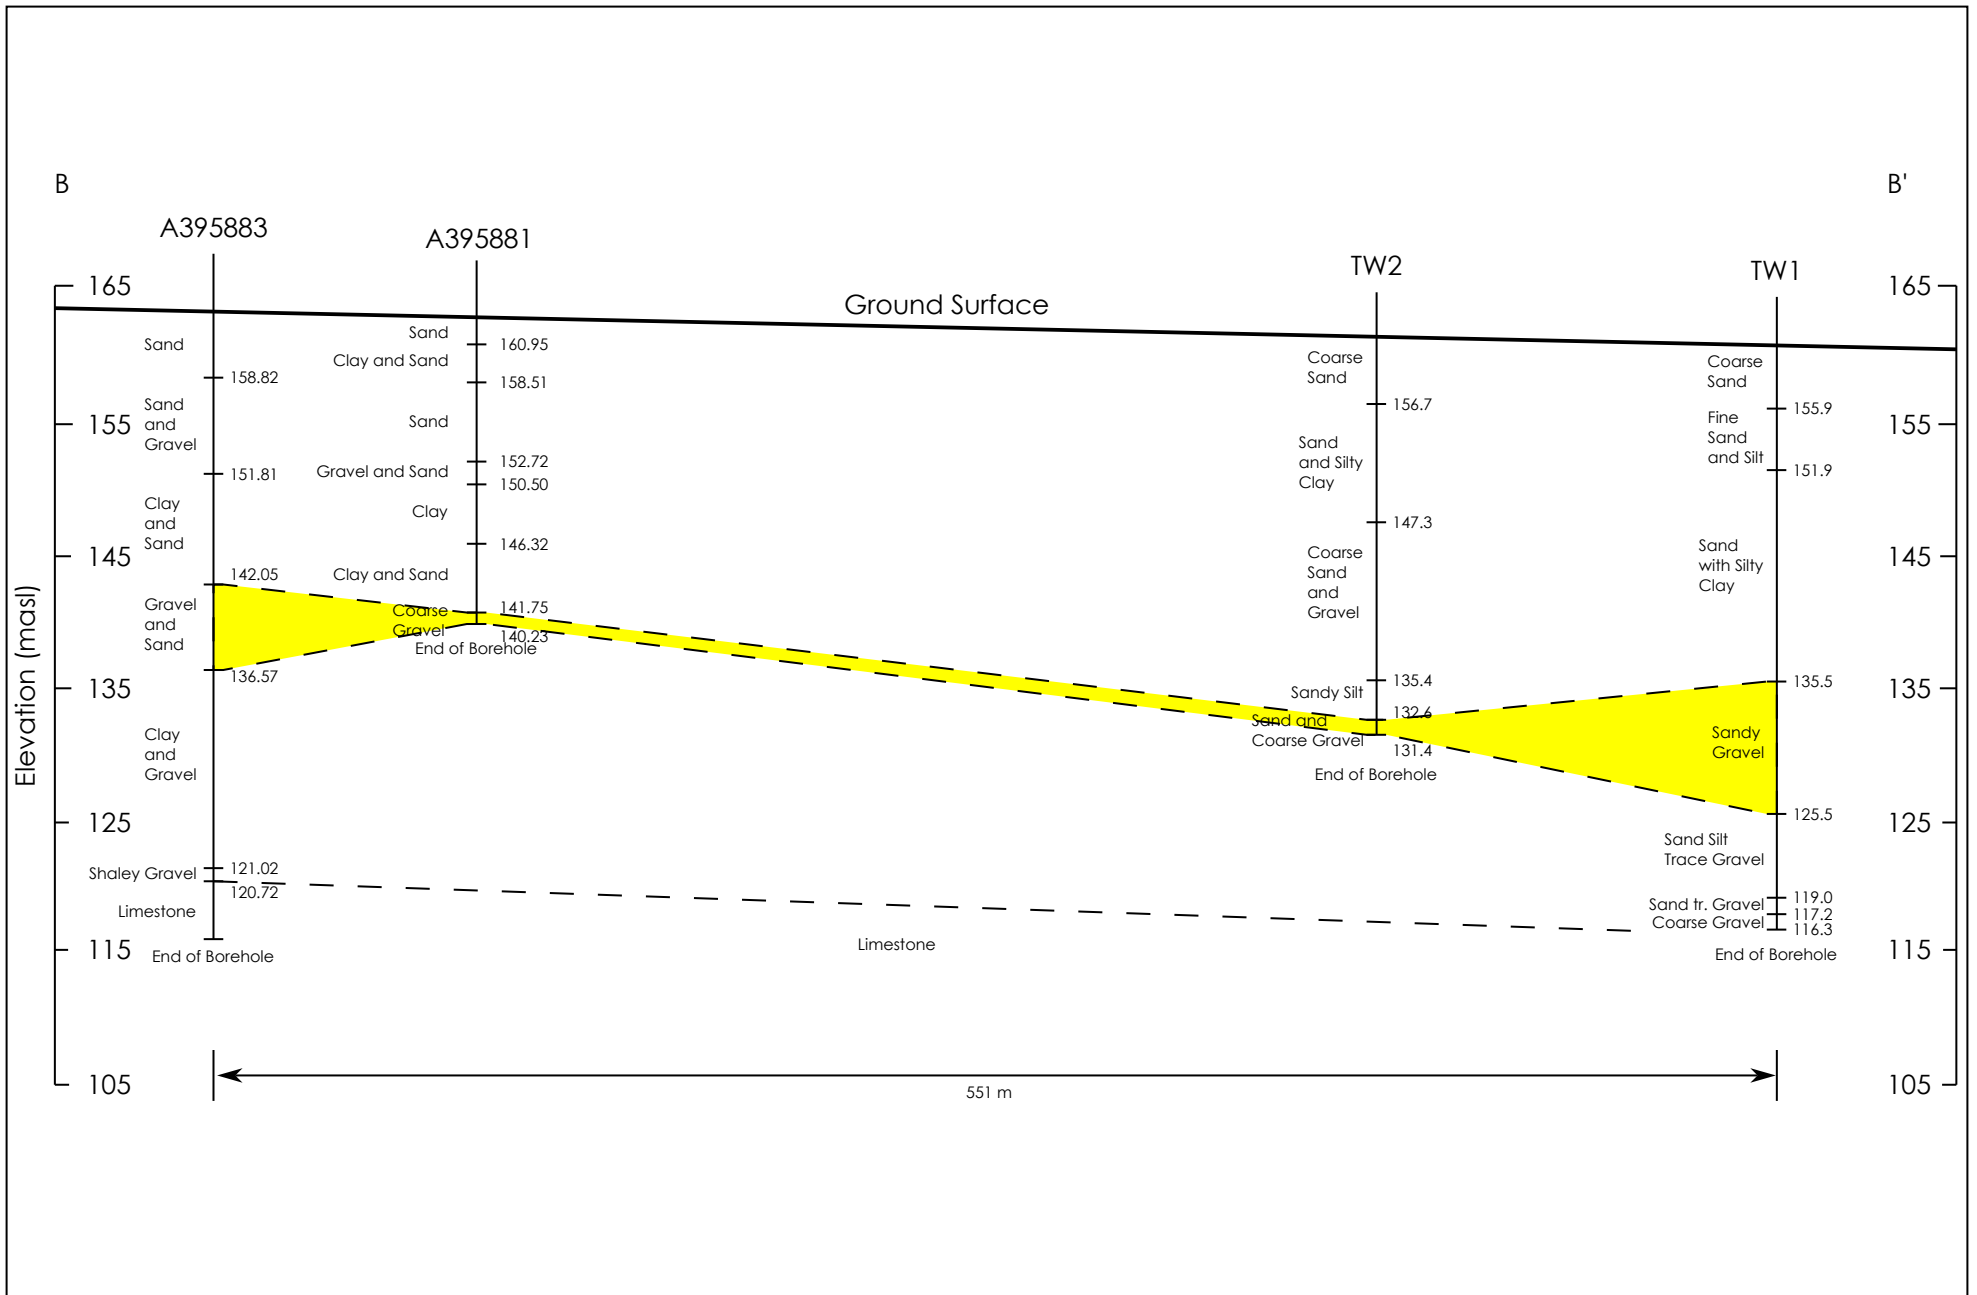 B
B'
A395883
A395881
TW2
TW1
165
165
Ground Surface
Sand
158.82
Sand
and
Gravel
151.81
Clay
and
Sand
142.05
Gravel
and
Sand
136.57
Clay
and
Gravel
121.02
Shaley Gravel
120.72
Limestone
End of Borehole
Sand
160.95
Clay and Sand
158.51
Sand
152.72
Gravel and Sand
150.50
Clay
146.32
Clay and Sand
141.75
Coarse
Gravel
140.23
End of Borehole
Coarse
Sand
156.7
Sand
and Silty
Clay
147.3
Coarse
Sand
and
Gravel
135.4
Sandy Silt
132.6
Sand and
Coarse Gravel
131.4
End of Borehole
Coarse
Sand
155.9
Fine
Sand
and Silt
151.9
Sand
with Silty
Clay
135.5
Sandy
Gravel
125.5
Sand Silt
Trace Gravel
119.0
Sand tr. Gravel
117.2
Coarse Gravel
116.3
End of Borehole
155
155
145
145
135
135
125
125
115
115
105
105
Elevation (masl)
Limestone
551 m